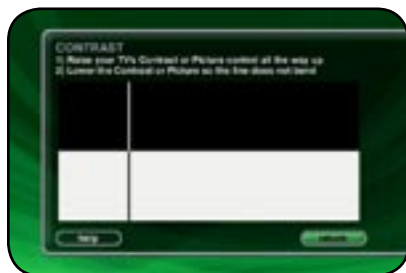 CONTRAST
1) Raise your TV's Contrast or Picture control all the way up
2) Lower the Contrast or Picture so the line does not bend
help